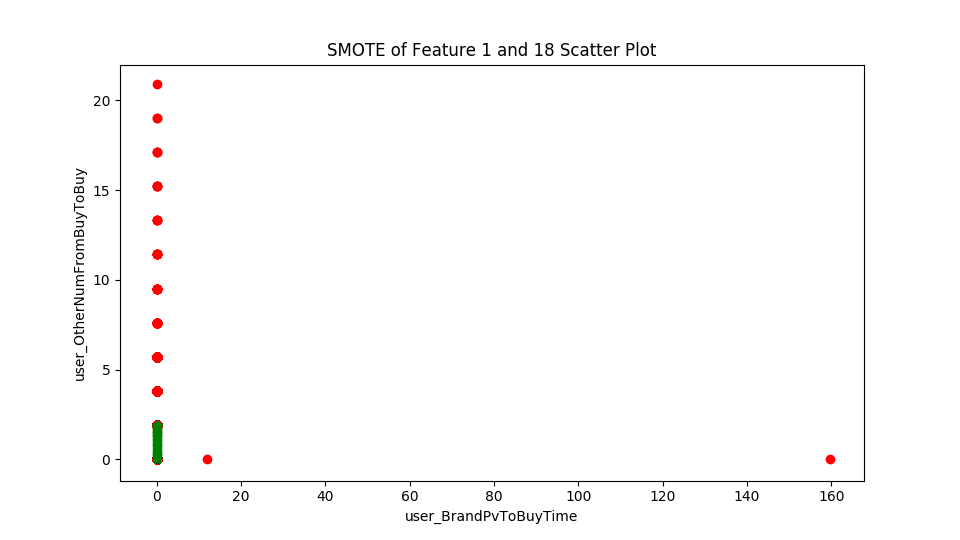 SMOTE of Feature 1 and 18 Scatter Plot
user_OtherNumFromBuyToBuy
20
15
10
5
0
0 20 40 60 80 100 120 140 160
user_BrandPvToBuyTime